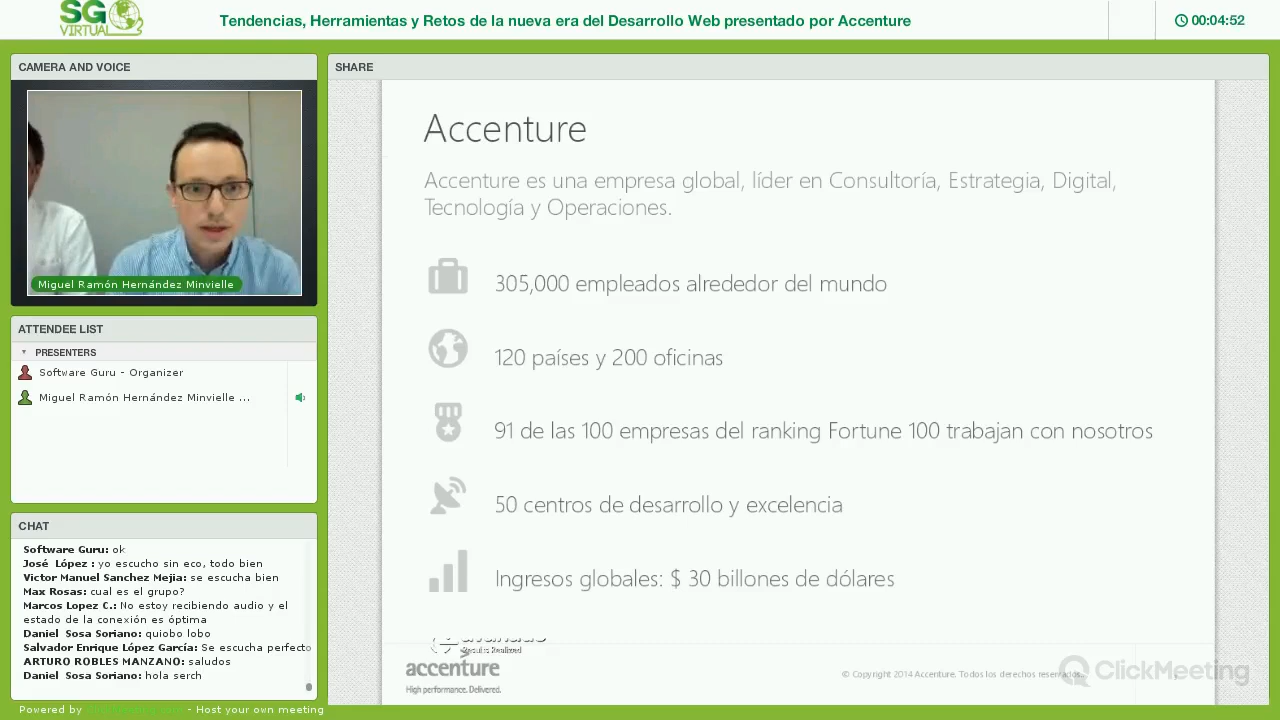 SG
VIRTUAL
Tendencias, Herramientas y Retos de la nueva era del Desarrollo Web presentado por Accenture
00:04:52
CAMERA AND VOICE
Miguel Ramón Hernández Minvielle
ATTENDEE LIST
PRESENTERS
Software Guru - Organizer
Miguel Ramón Hernández Minvielle ...
CHAT
Software Guru: ok
José López : yo escucho sin eco, todo bien
Victor Manuel Sanchez Mejia: se escucha bien
Max Rosas: cual es el grupo?
Marcos Lopez C.: No estoy recibiendo audio y el
estado de la conexión es óptima
Daniel Sosa Soriano: quiobo lobo
Salvador Enrique López García: Se escucha perfecto
ARTURO ROBLES MANZANO: saludos
Daniel Sosa Soriano: hola serch
Powered by - Host your own meeting
SHARE
Accenture
Accenture es una empresa global, líder en Consultoría, Estrategia, Digital,
Tecnología y Operaciones.
305,000 empleados alrededor del mundo
120 países y 200 oficinas
91 de las 100 empresas del ranking Fortune 100 trabajan con nosotros
50 centros de desarrollo y excelencia
Ingresos globales: $ 30 billones de dólares
Results Realized
accenture
High performance. Delivered.
© Copyright 2014 Accenture. Todos los derechos reservados.
ClickMeeting